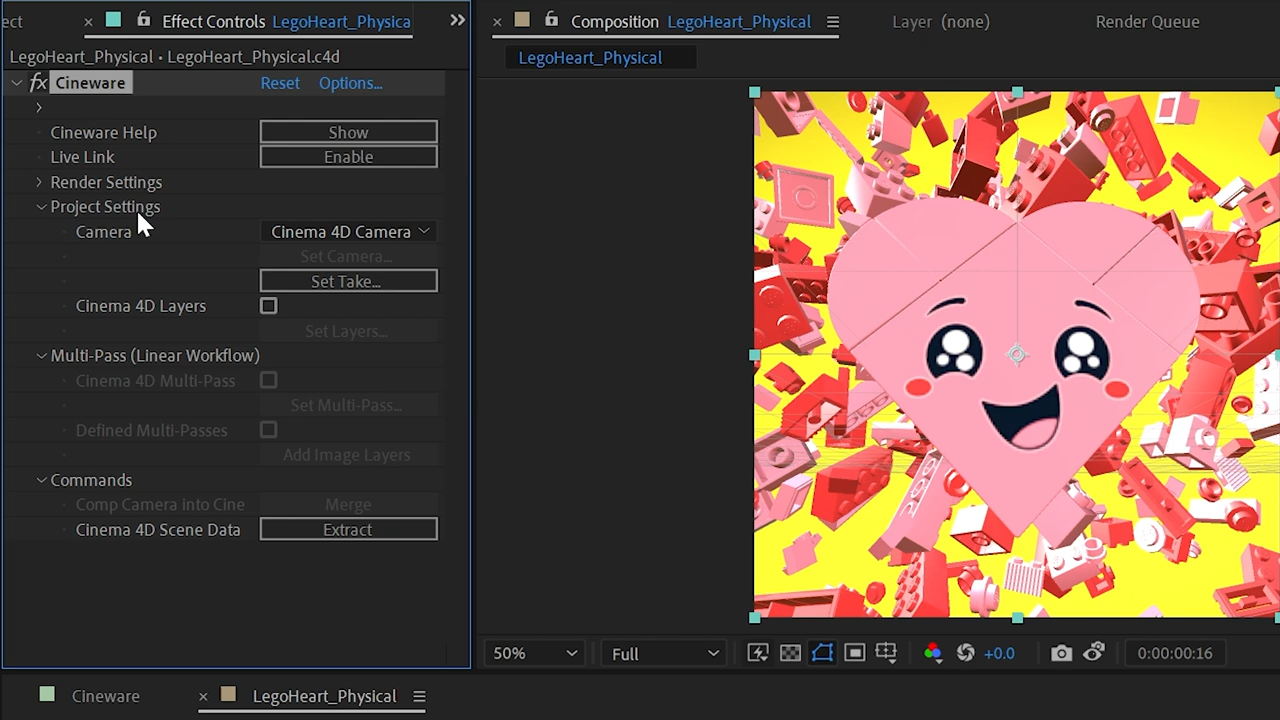 ect
Effect Controls LegoHeart_Physica
Composition LegoHeart_Physical
Layer (none)
Render Queue
LegoHeart_Physical • LegoHeart_Physical.c4d
LegoHeart_Physical
fx Cineware Reset Options...
Cineware Help Show
Live Link Enable
Render Settings
Project Settings
Camera Cinema 4D Camera
Set Camera...
Set Take...
Cinema 4D Layers
Set Layers...
Multi-Pass (Linear Workflow)
Cinema 4D Multi-Pass
Set Multi-Pass...
Defined Multi-Passes
Add Image Layers
Commands
Comp Camera into Cine Merge
Cinema 4D Scene Data Extract
50% Full +0.0 0:00:00:16
Cineware LegoHeart_Physical